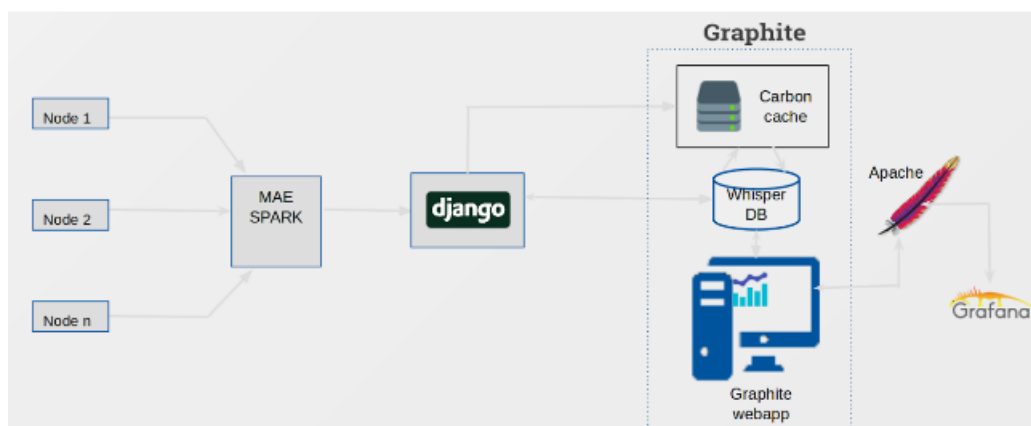 Graphite
Node 1
Node 2
Node n
MAE
SPARK
django
Carbon
cache
Whisper
DB
Graphite
webapp
Apache
Grafana